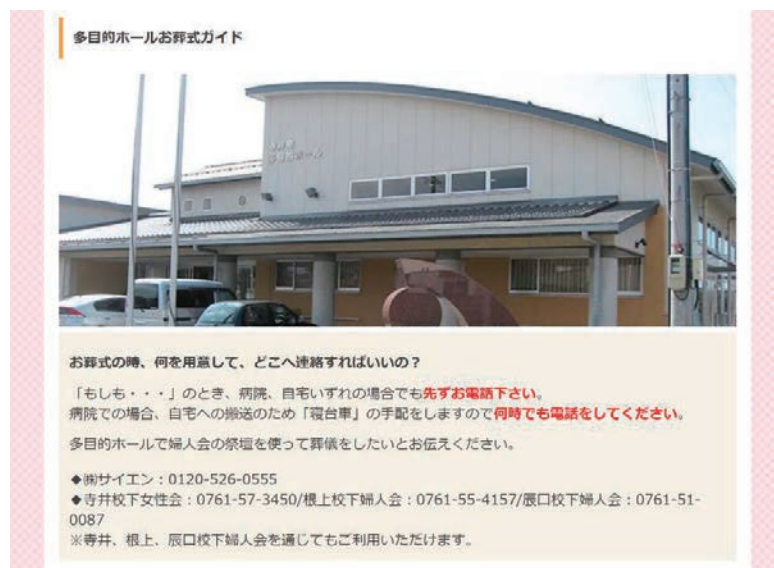 多目的ホールお葬式ガイド
多目的ホール
お葬式の時、何を用意して、どこへ連絡すればいいの？
「もしも・・・」のとき、病院、自宅いずれの場合でも先ずお電話下さい。
病院での場合、自宅への搬送のため「寝台車」の手配をしますので何時でも電話をしてください。
多目的ホールで婦人会の祭壇を使って葬儀をしたいとお伝えください。
◆㈱サイエン：0120-526-0555
◆寺井校下女性会：0761-57-3450/根上校下婦人会：0761-55-4157/辰口校下婦人会：0761-51-
0087
※寺井、根上、辰口校下婦人会を通じてもご利用いただけます。